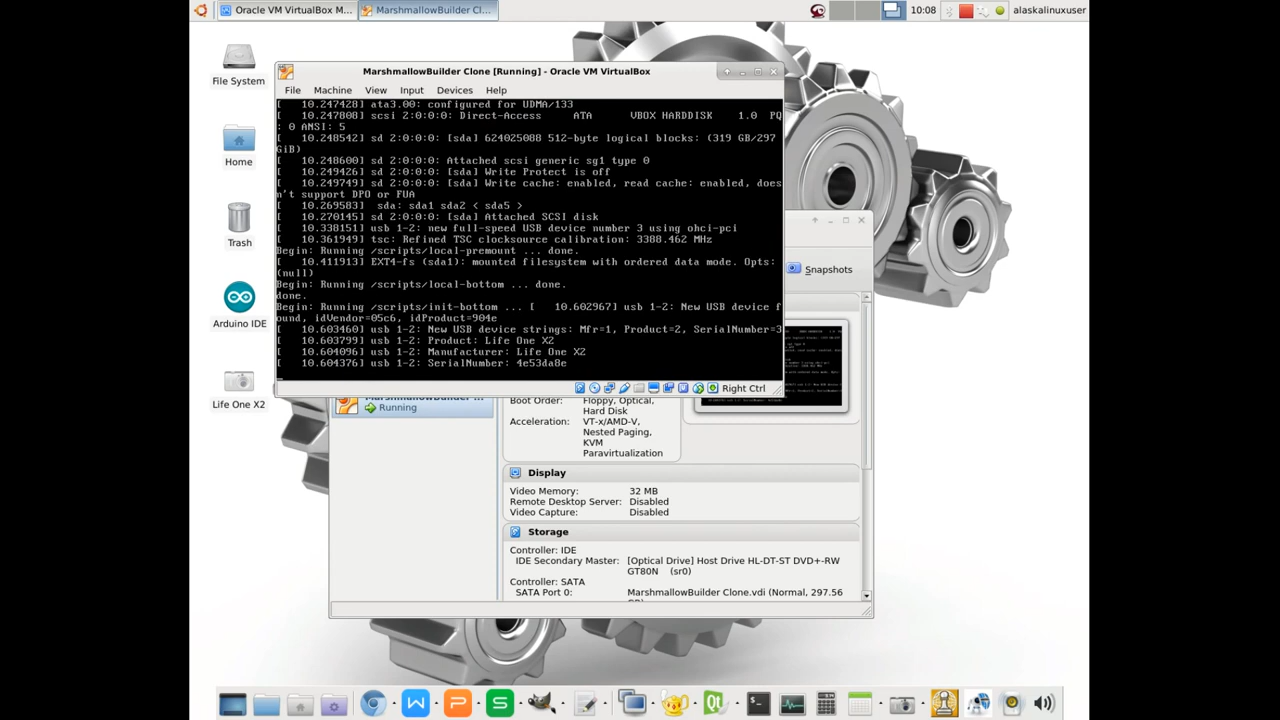 Oracle VM VirtualBox M...
MarshmallowBuilder Cl...
10:08
alaskalinuxuser
File System
Home
Trash
Arduino IDE
Life One X2
MarshmallowBuilder Clone [Running] - Oracle VM VirtualBox
File Machine View Input Devices Help
[ 10.247428] ata3.00: configured for UDMA/133
[ 10.247808] scsi 2:0:0:0: Direct-Access ATA VBOX HARDDISK 1.0 PQ
: 0 ANSI: 5
[ 10.248542] sd 2:0:0:0: [sda] 624025088 512-byte logical blocks: (319 GB/297
GiB)
[ 10.248600] sd 2:0:0:0: Attached scsi generic sg1 type 0
[ 10.249426] sd 2:0:0:0: [sda] Write Protect is off
[ 10.249749] sd 2:0:0:0: [sda] Write cache: enabled, read cache: enabled, does
n't support DPO or FUA
[ 10.269583] sda: sda1 sda2 < sda5 >
[ 10.270145] sd 2:0:0:0: [sda] Attached SCSI disk
[ 10.338151] usb 1-2: new full-speed USB device number 3 using ohci-pci
[ 10.361949] tsc: Refined TSC clocksource calibration: 3388.462 MHz
Begin: Running /scripts/local-premount ... done.
[ 10.411913] EXT4-fs (sda1): mounted filesystem with ordered data mode. Opts:
(null)
Begin: Running /scripts/local-bottom ... done.
done.
Begin: Running /scripts/init-bottom ... [ 10.602967] usb 1-2: New USB device f
ound, idVendor=05c6, idProduct=904e
[ 10.603460] usb 1-2: New USB device strings: Mfr=1, Product=2, SerialNumber=3
[ 10.603799] usb 1-2: Product: Life One X2
[ 10.604096] usb 1-2: Manufacturer: Life One X2
[ 10.604376] usb 1-2: SerialNumber: 4e53da8e
Right Ctrl
Snapshots
Running
Boot Order: Floppy, Optical,
Hard Disk
Acceleration: VT-x/AMD-V,
Nested Paging,
KVM
Paravirtualization
Display
Video Memory: 32 MB
Remote Desktop Server: Disabled
Video Capture: Disabled
Storage
Controller: IDE
IDE Secondary Master: [Optical Drive] Host Drive HL-DT-ST DVD+-RW
GT80N (sr0)
Controller: SATA
SATA Port 0: MarshmallowBuilder Clone.vdi (Normal, 297.56